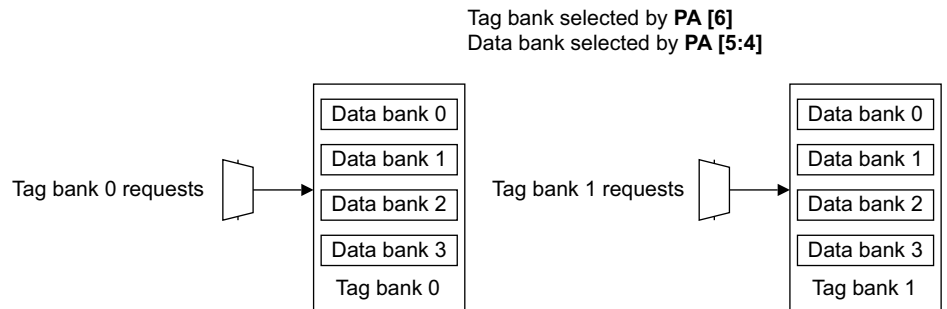 Tag bank selected by PA [6]
Data bank selected by PA [5:4]
Tag bank 0 requests
Data bank 0
Data bank 1
Data bank 2
Data bank 3
Tag bank 0
Tag bank 1 requests
Data bank 0
Data bank 1
Data bank 2
Data bank 3
Tag bank 1